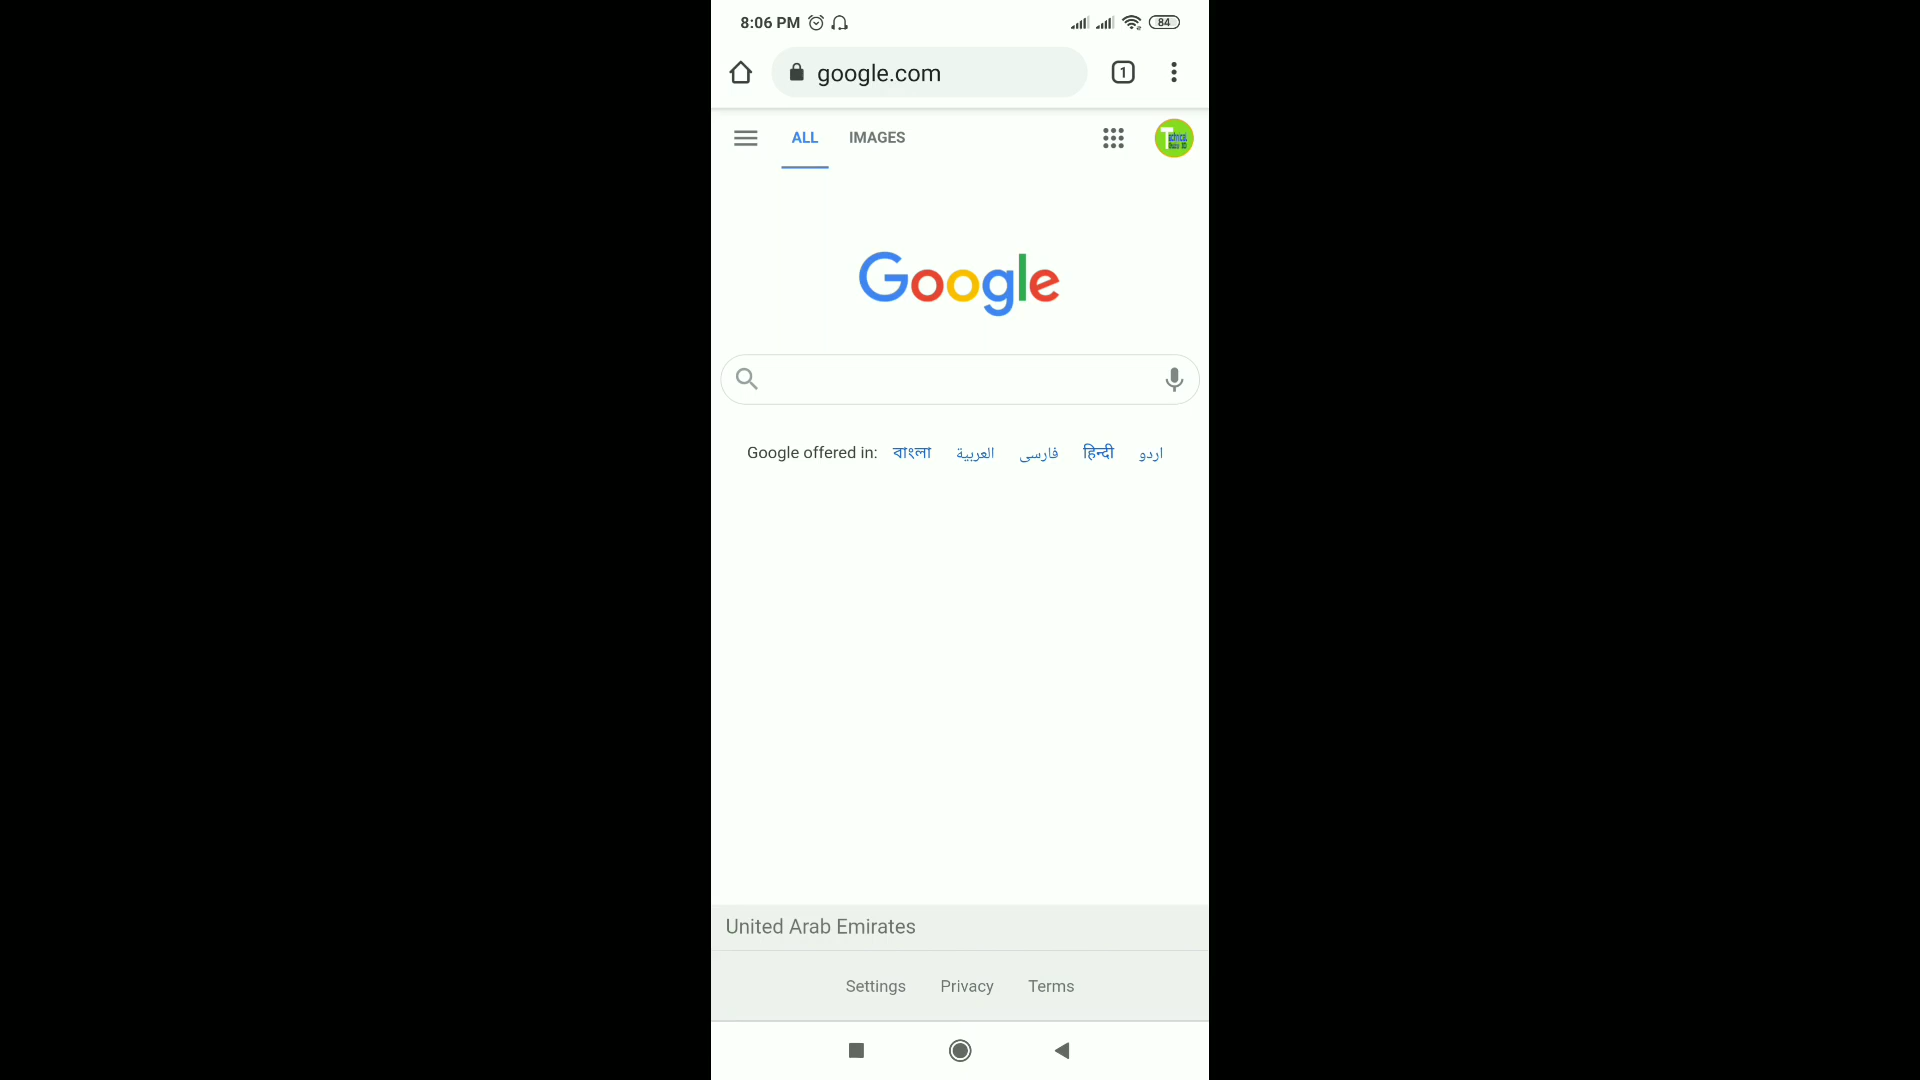 8:06 PM 84
google.com 1
ALL IMAGES
Google
Google offered in: বাংলা العربية فارسی हिन्दी اردو
United Arab Emirates
Settings Privacy Terms